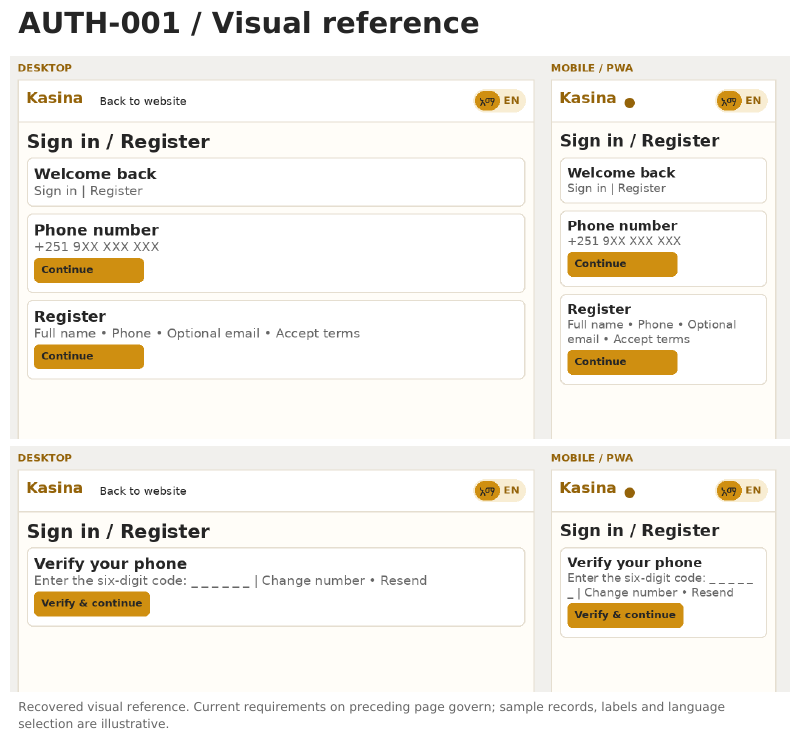 AUTH-001 / Visual reference
DESKTOP
Kasina Back to website አማ EN
Sign in / Register
Welcome back
Sign in | Register
Phone number
+251 9XX XXX XXX
Continue
Register
Full name • Phone • Optional email • Accept terms
Continue
MOBILE / PWA
Kasina አማ EN
Sign in / Register
Welcome back
Sign in | Register
Phone number
+251 9XX XXX XXX
Continue
Register
Full name • Phone • Optional
email • Accept terms
Continue
DESKTOP
Kasina Back to website አማ EN
Sign in / Register
Verify your phone
Enter the six-digit code: _ _ _ _ _ _ | Change number • Resend
Verify & continue
MOBILE / PWA
Kasina አማ EN
Sign in / Register
Verify your phone
Enter the six-digit code: _ _ _ _ _
_ | Change number • Resend
Verify & continue
Recovered visual reference. Current requirements on preceding page govern; sample records, labels and language
selection are illustrative.